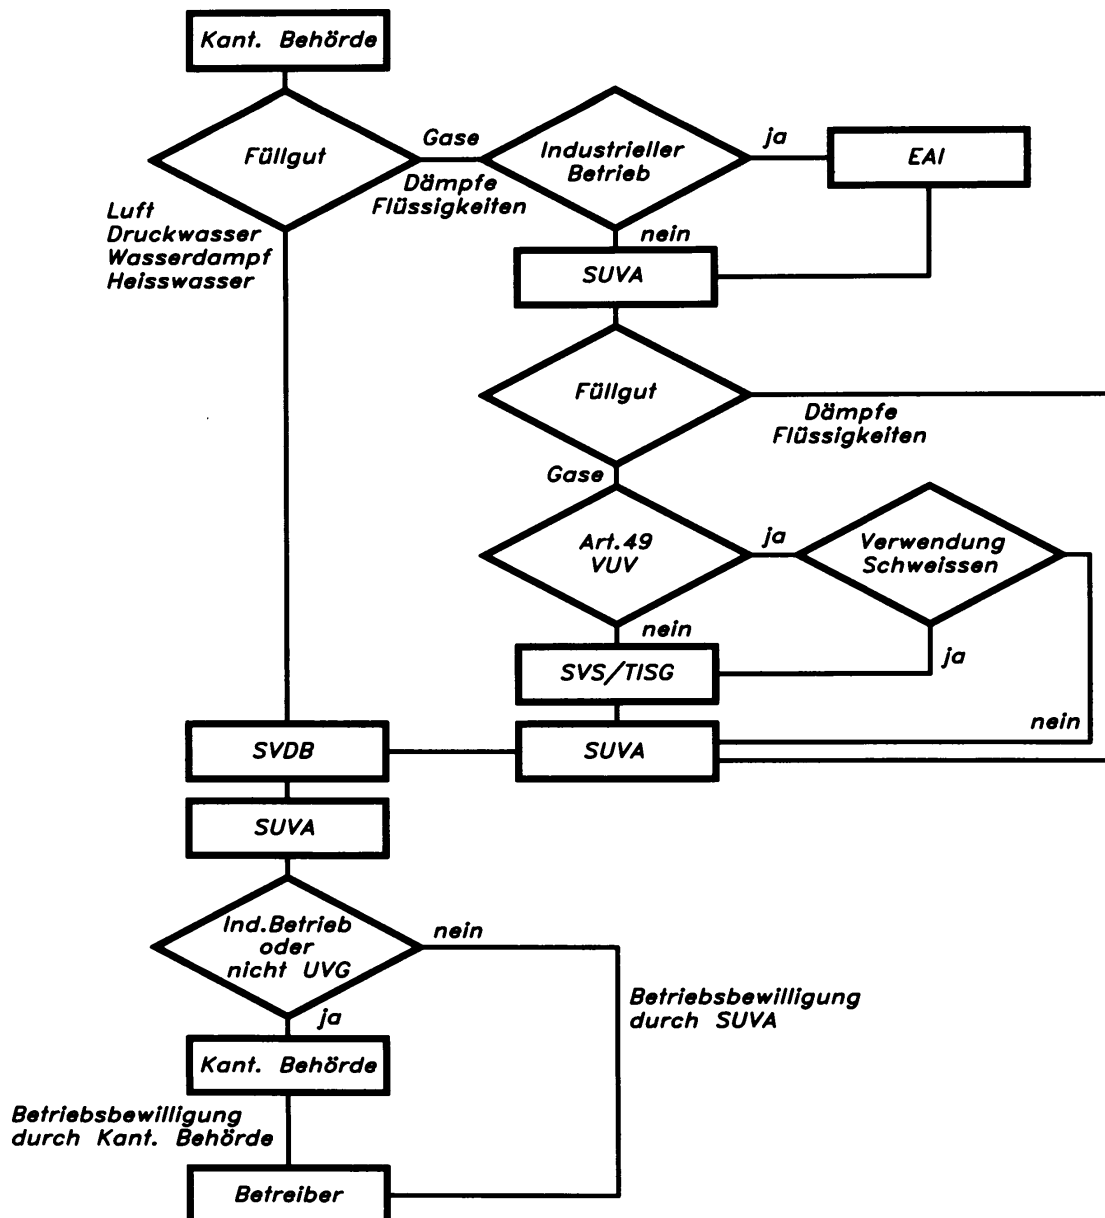 Kant. Behörde
Füllgut
Gase
Dämpfe
Flüssigkeiten
Industrieller
Betrieb
ja
EAI
Luft
Druckwasser
Wasserdampf
Heisswasser
nein
SUVA
Füllgut
Dämpfe
Flüssigkeiten
Gase
Art.49
VUV
ja
Verwendung
Schweissen
nein
SVS/TISG
ja
nein
SVDB
SUVA
SUVA
Ind.Betrieb
oder
nicht UVG
nein
Betriebsbewilligung
durch SUVA
ja
Kant. Behörde
Betriebsbewilligung
durch Kant. Behörde
Betreiber